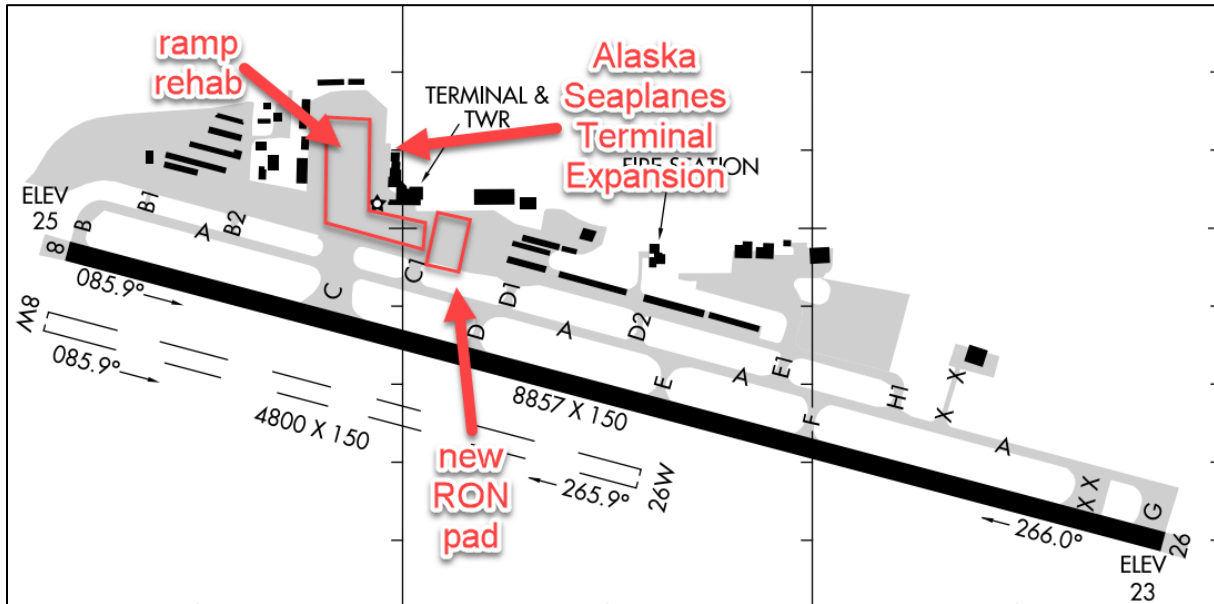 ramp
rehab
Alaska
Seaplanes
Terminal
Expansion
TERMINAL &
TWR
FIRE STATION
ELEV
25
8
B
B1
A
B2
085.9°
C
C1
D1
D
A
D2
E
A
E1
F
H1
X
X
A
X X
G
W8
085.9°
4800 X 150
8857 X 150
new
RON
pad
265.9°
26W
266.0°
26
ELEV
23